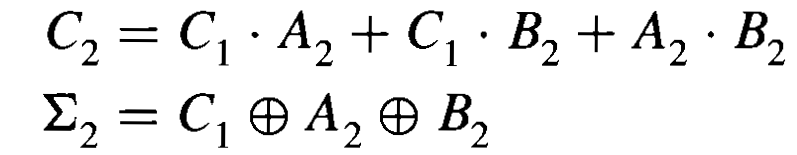 C₂ = C₁ · A₂ + C₁ · B₂ + A₂ · B₂
Σ₂ = C₁ ⊕ A₂ ⊕ B₂